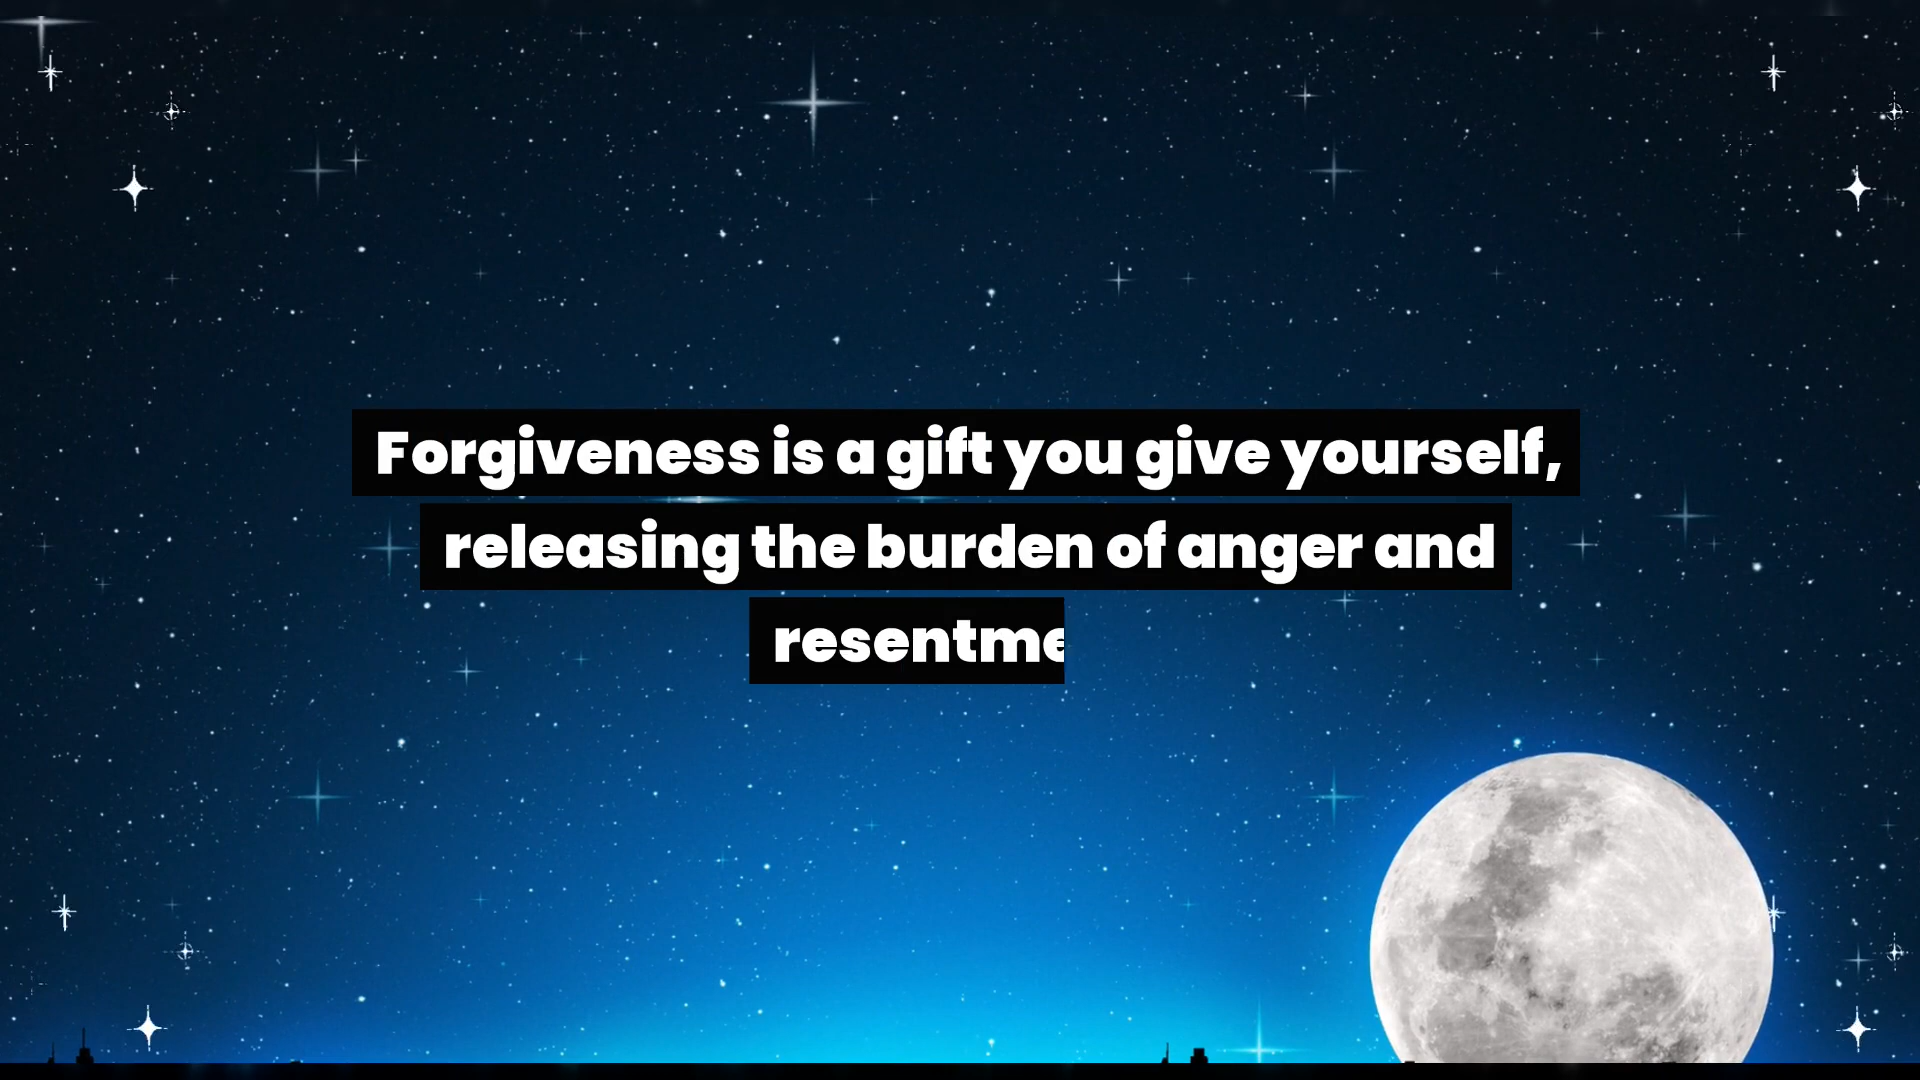 Forgiveness is a gift you give yourself,
releasing the burden of anger and
resentme